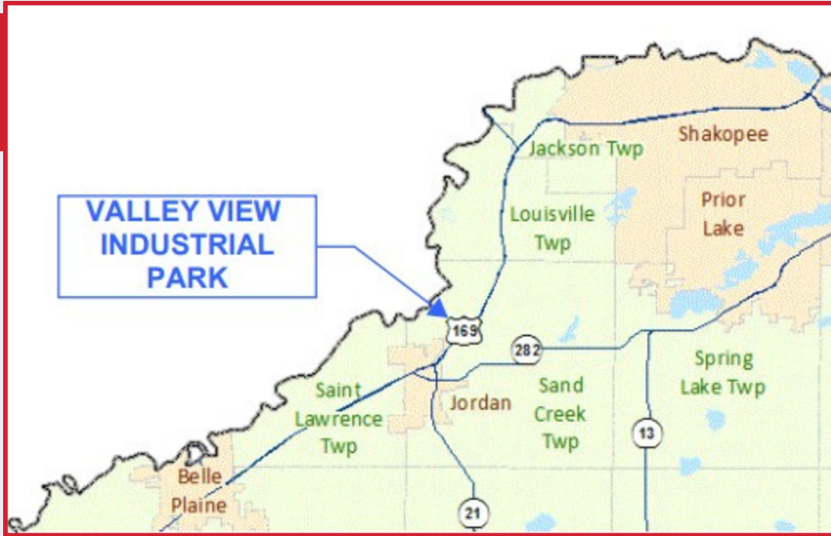 VALLEY VIEW
INDUSTRIAL
PARK
Shakopee
Jackson Twp
Prior
Lake
Louisville
Twp
169
282
Spring
Lake Twp
Saint
Lawrence
Twp
Jordan
Sand
Creek
Twp
13
Belle
Plaine
21